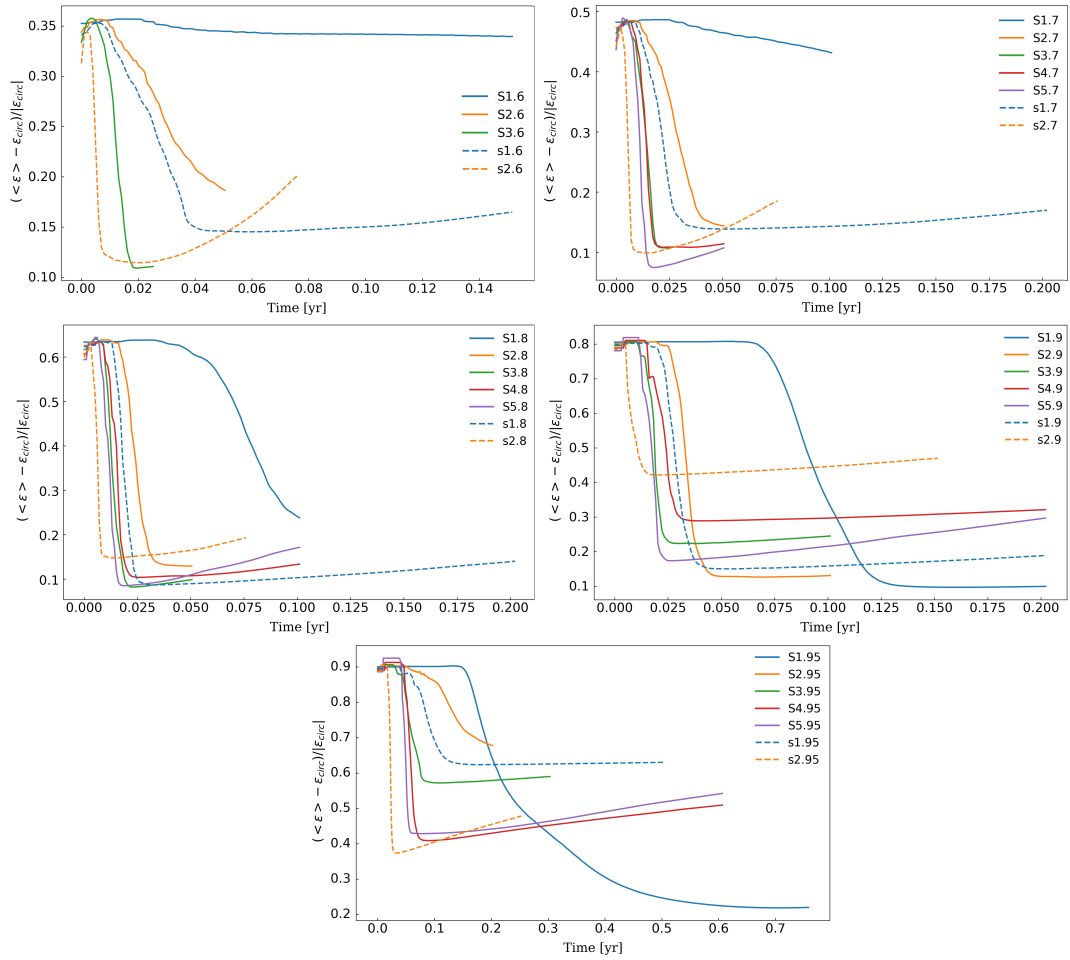 (< ε > − ε_circ)/|ε_circ|
0.35
0.30
0.25
0.20
0.15
0.10
0.00 0.02 0.04 0.06 0.08 0.10 0.12 0.14
Time [yr]
S1.6
S2.6
S3.6
s1.6
s2.6
(< ε > − ε_circ)/|ε_circ|
0.5
0.4
0.3
0.2
0.1
0.000 0.025 0.050 0.075 0.100 0.125 0.150 0.175 0.200
Time [yr]
S1.7
S2.7
S3.7
S4.7
S5.7
s1.7
s2.7
(< ε > − ε_circ)/|ε_circ|
0.6
0.5
0.4
0.3
0.2
0.1
0.000 0.025 0.050 0.075 0.100 0.125 0.150 0.175 0.200
Time [yr]
S1.8
S2.8
S3.8
S4.8
S5.8
s1.8
s2.8
(< ε > − ε_circ)/|ε_circ|
0.8
0.7
0.6
0.5
0.4
0.3
0.2
0.1
0.000 0.025 0.050 0.075 0.100 0.125 0.150 0.175 0.200
Time [yr]
S1.9
S2.9
S3.9
S4.9
S5.9
s1.9
s2.9
(< ε > − ε_circ)/|ε_circ|
0.9
0.8
0.7
0.6
0.5
0.4
0.3
0.2
0.0 0.1 0.2 0.3 0.4 0.5 0.6 0.7
Time [yr]
S1.95
S2.95
S3.95
S4.95
S5.95
s1.95
s2.95